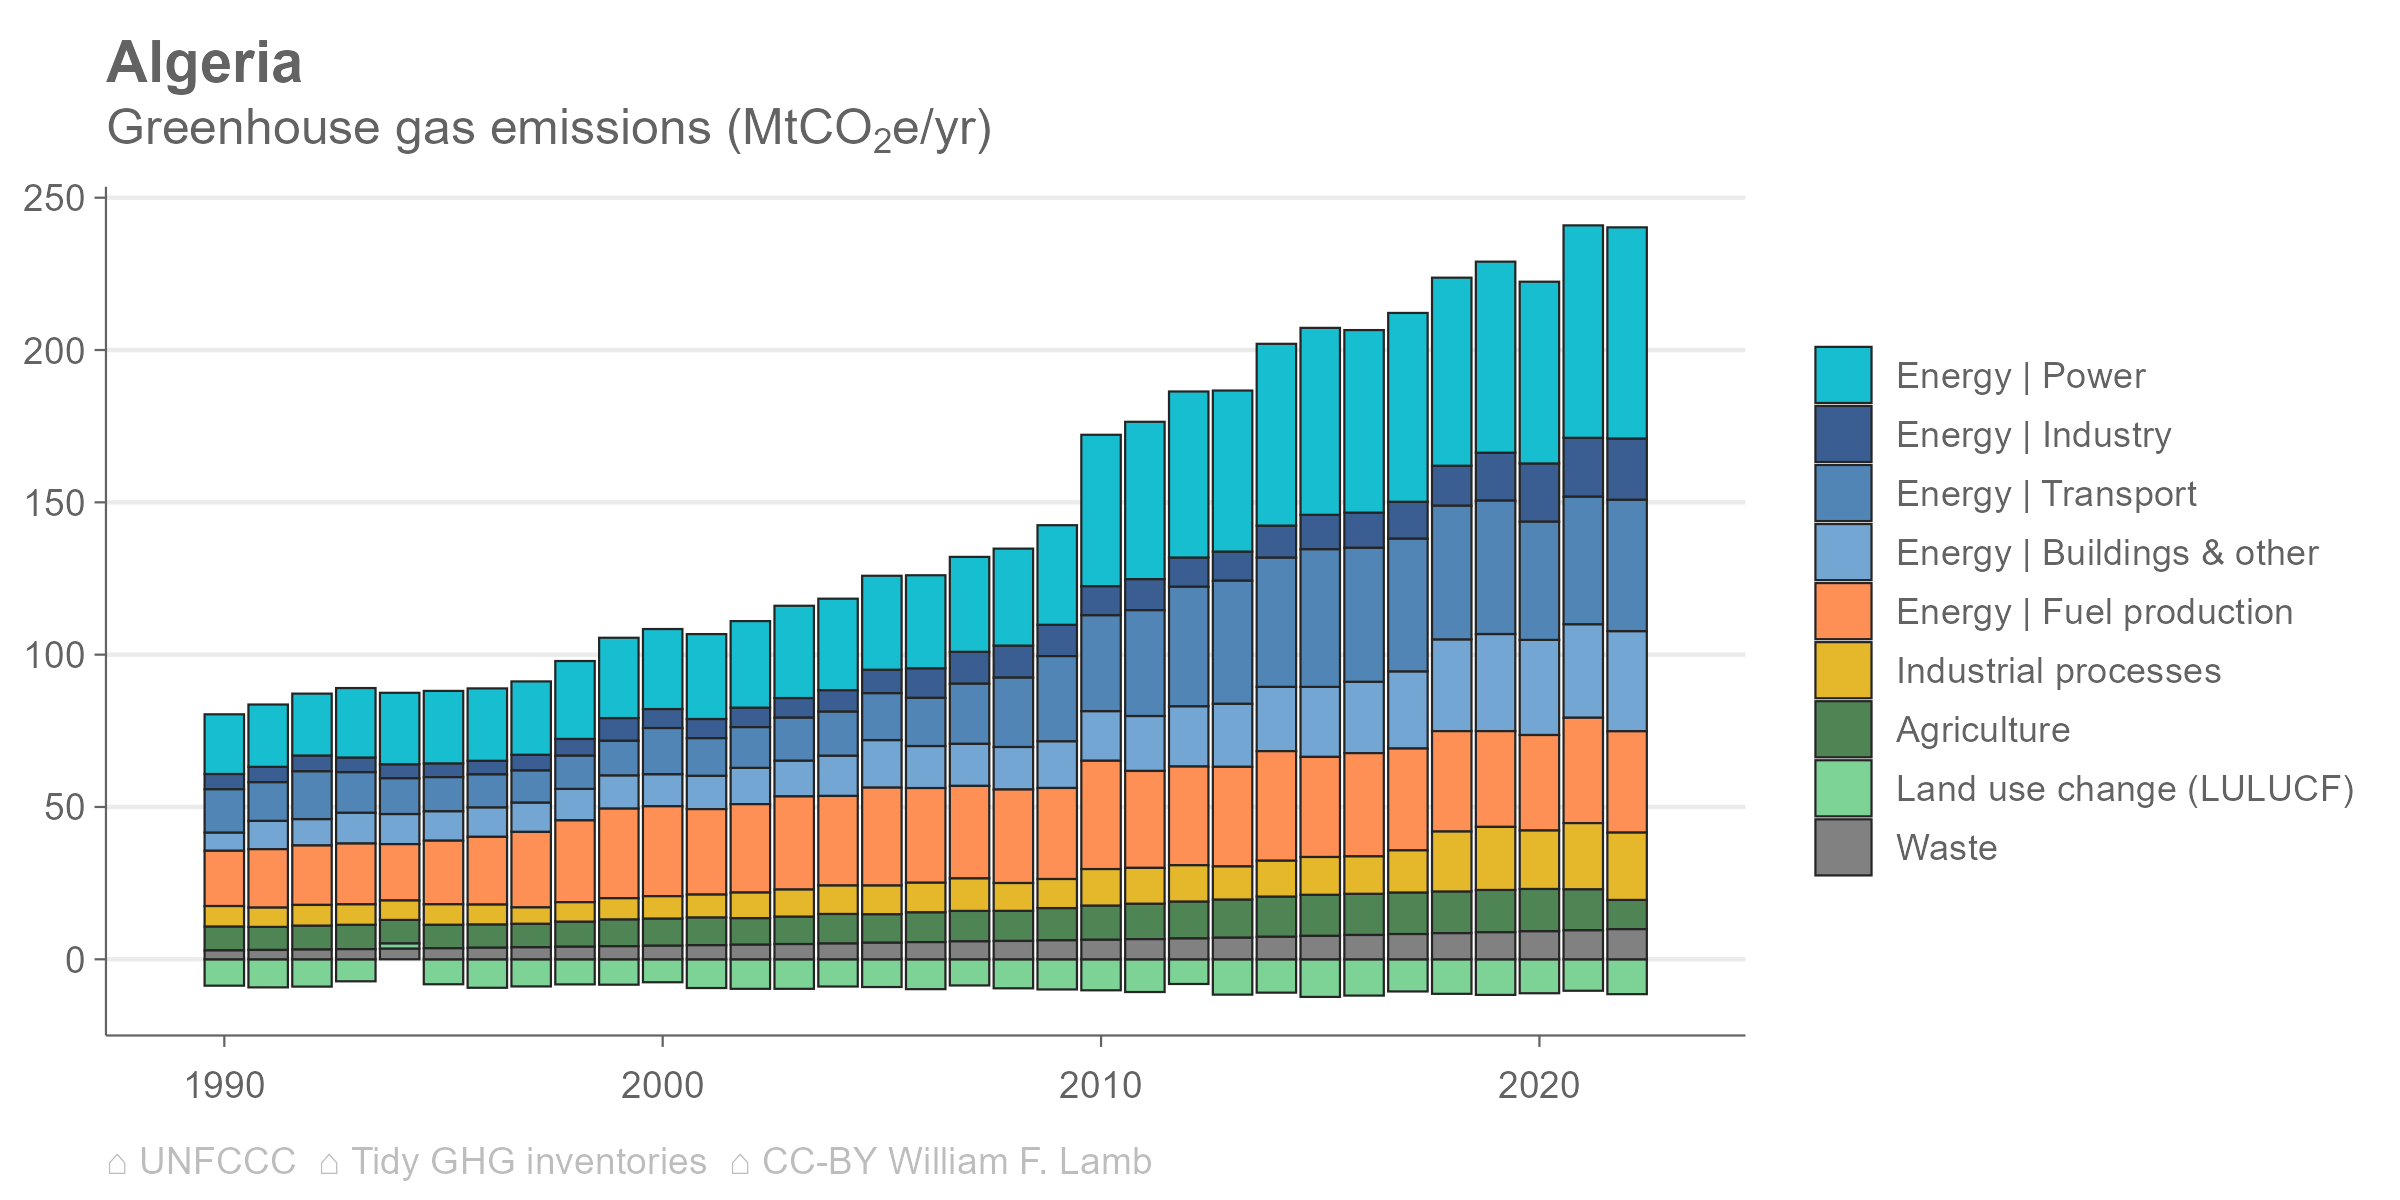 Algeria
Greenhouse gas emissions (MtCO₂e/yr)
250
200
150
100
50
0
1990
2000
2010
2020
Energy | Power
Energy | Industry
Energy | Transport
Energy | Buildings & other
Energy | Fuel production
Industrial processes
Agriculture
Land use change (LULUCF)
Waste
⌂ UNFCCC ⌂ Tidy GHG inventories ⌂ CC-BY William F. Lamb